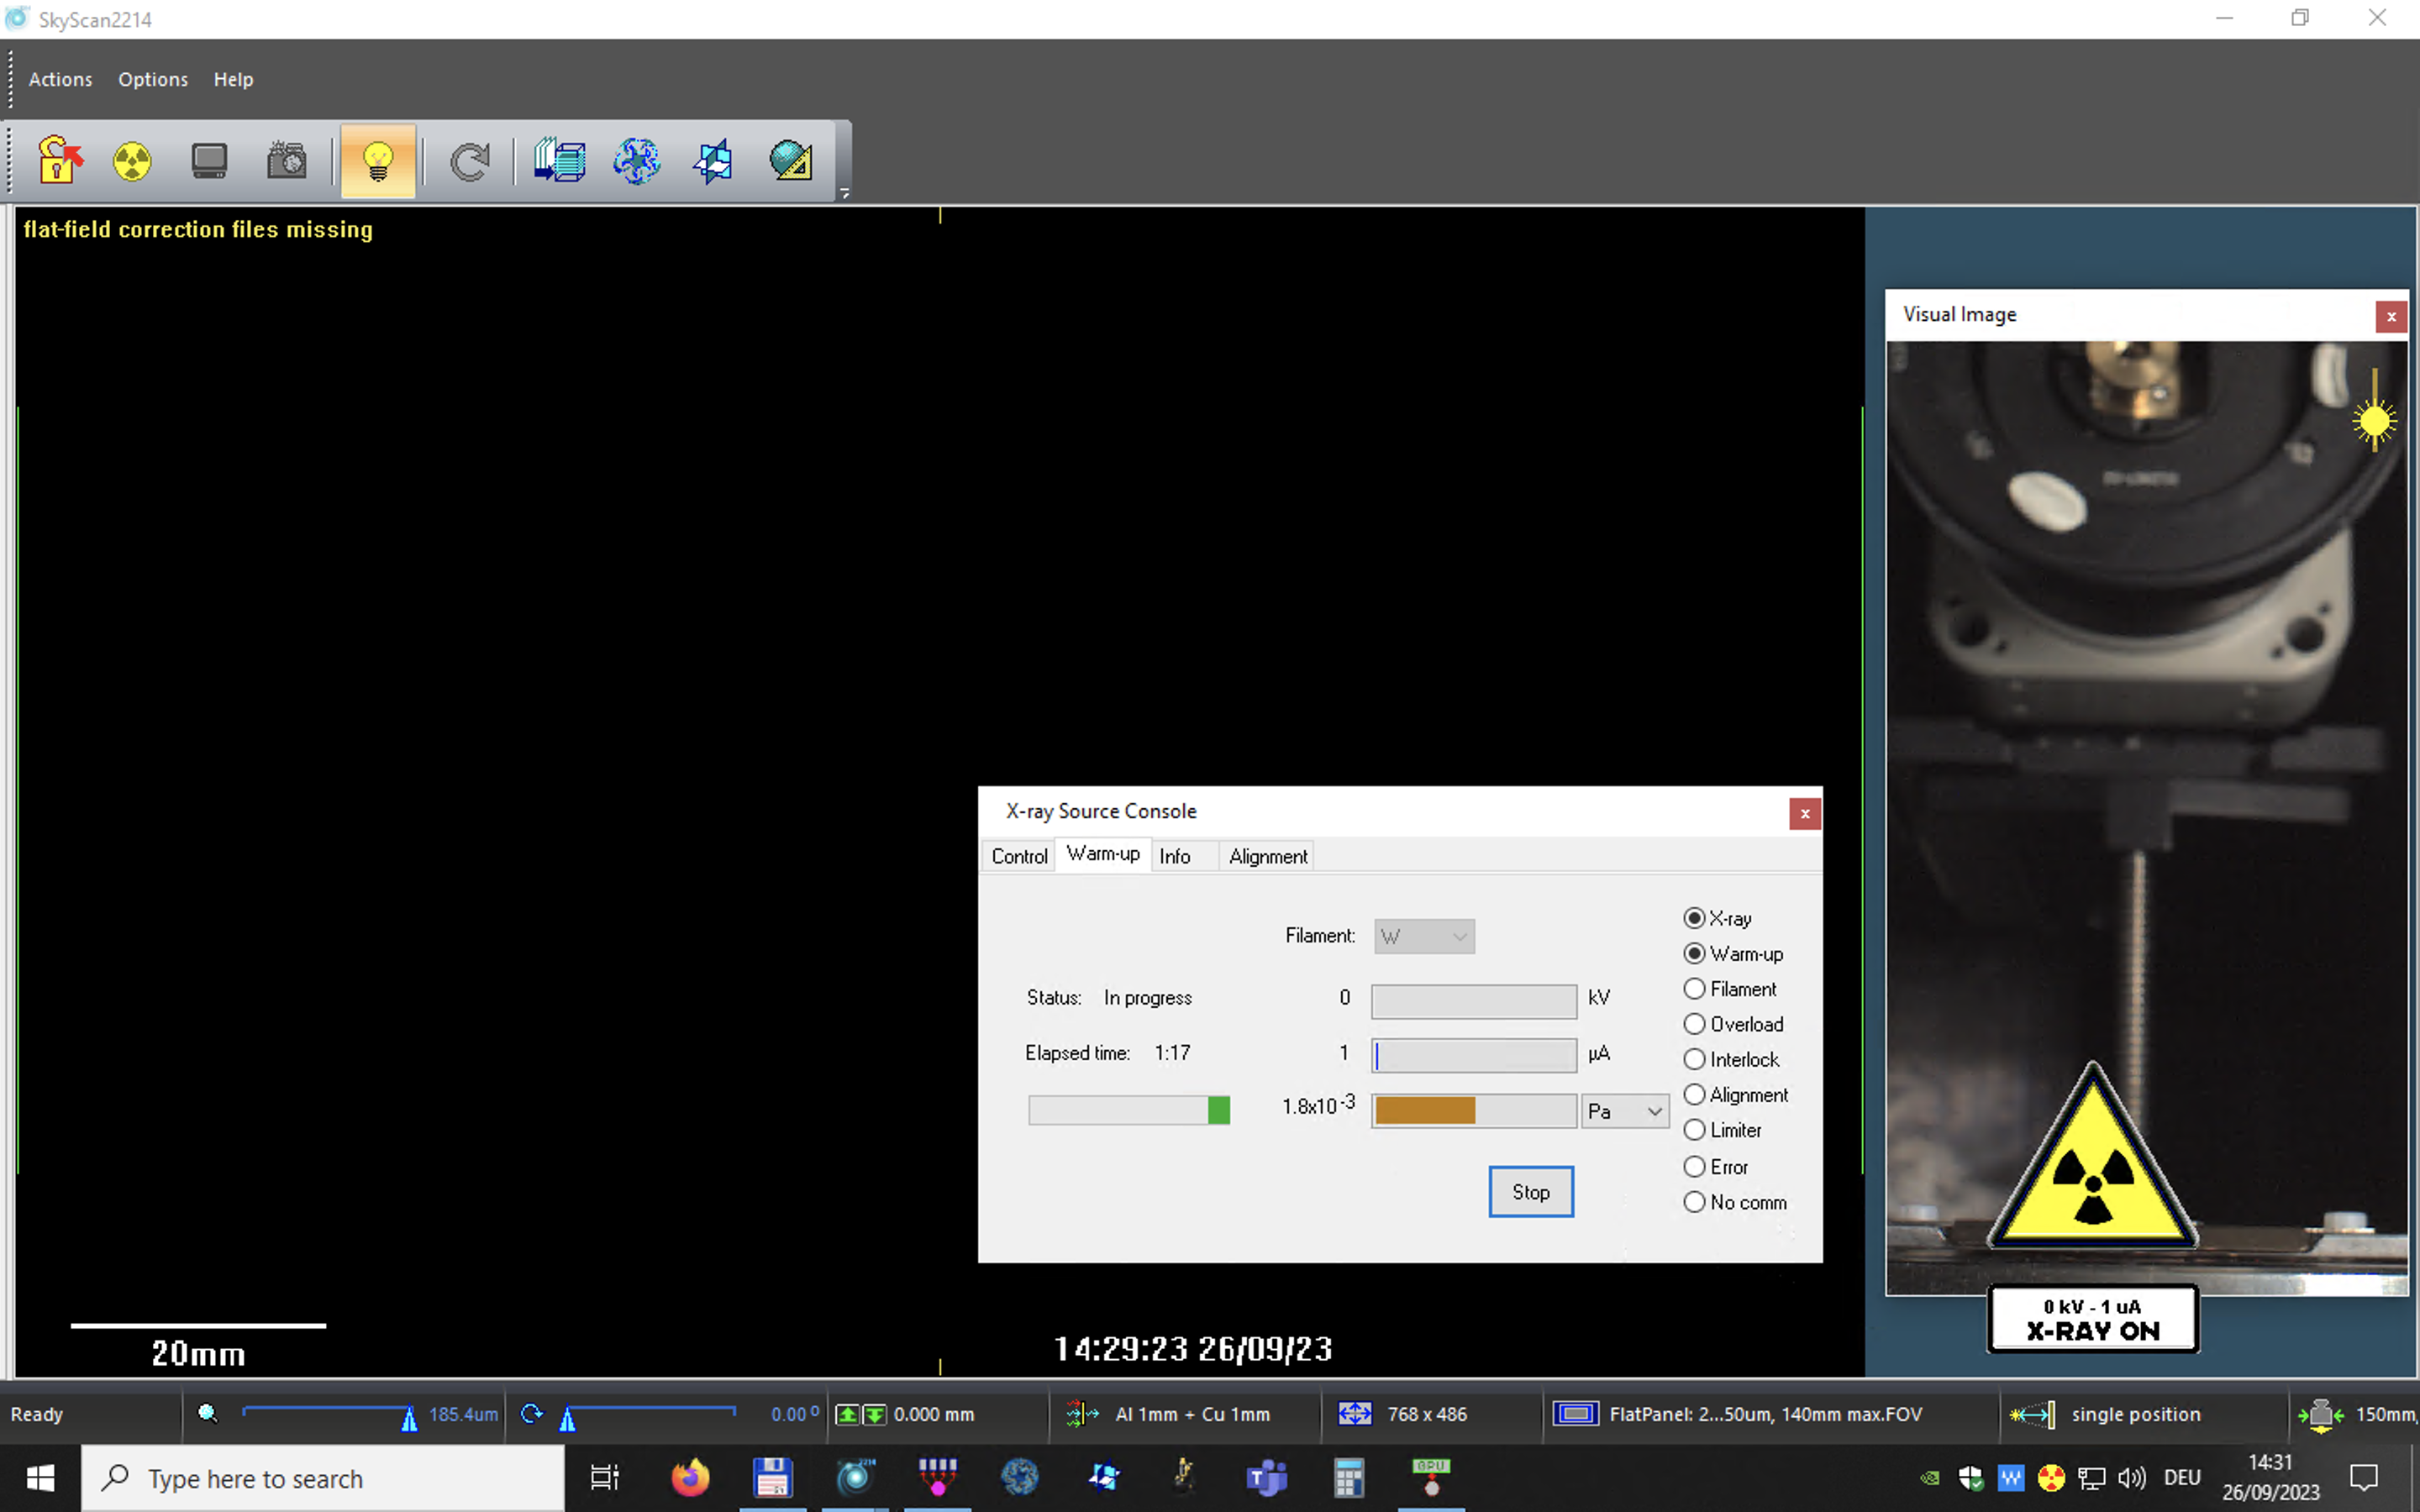 SkyScan2214
Actions Options Help
flat-field correction files missing
Visual Image
X-ray Source Console
Control Warm-up Info Alignment
Filament: W
Status: In progress
0 kV
Elapsed time: 1:17
1 µA
1.8x10 -3 Pa
Stop
X-ray
Warm-up
Filament
Overload
Interlock
Alignment
Limiter
Error
No comm
0 kV - 1 uA
X-RAY ON
20mm
14:29:23 26/09/23
Ready 185.4um 0.00 º 0.000 mm Al 1mm + Cu 1mm 768 x 486 FlatPanel: 2...50um, 140mm max.FOV single position 150mm,
Type here to search
GPU
DEU
14:31
26/09/2023